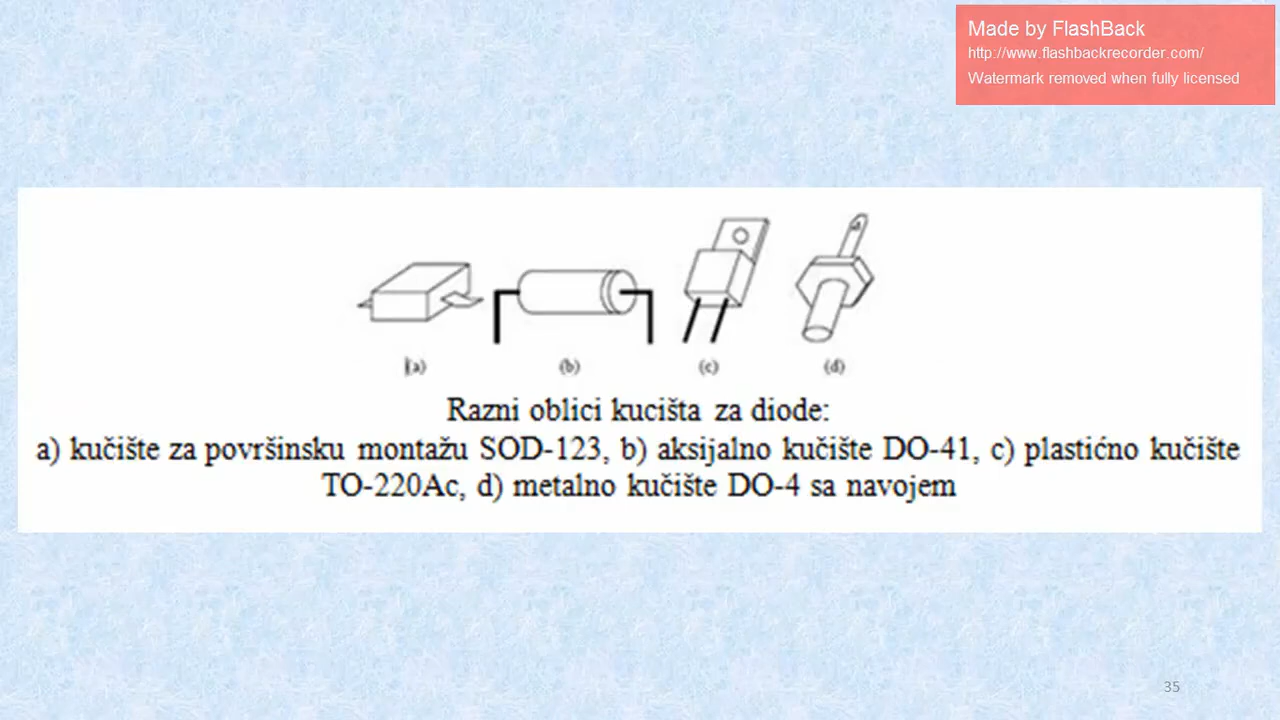 Made by FlashBack
http://www.flashbackrecorder.com/
Watermark removed when fully licensed
(a) (b) (c) (d)
Razni oblici kucišta za diode:
a) kučište za površinsku montažu SOD-123, b) aksijalno kučište DO-41, c) plastićno kučište
TO-220Ac, d) metalno kučište DO-4 sa navojem
35